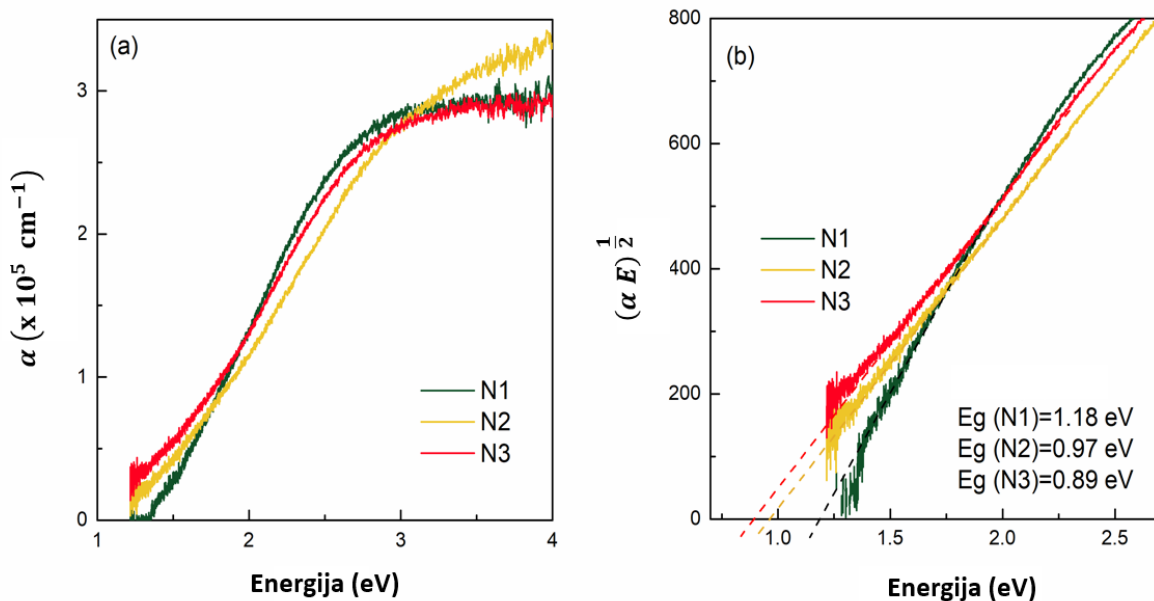 (a)
α (x 10⁵ cm⁻¹)
3
2
1
0
1
2
3
4
N1
N2
N3
Energija (eV)
(b)
(α E)^1/2
800
600
400
200
0
1.0
1.5
2.0
2.5
N1
N2
N3
Eg (N1)=1.18 eV
Eg (N2)=0.97 eV
Eg (N3)=0.89 eV
Energija (eV)